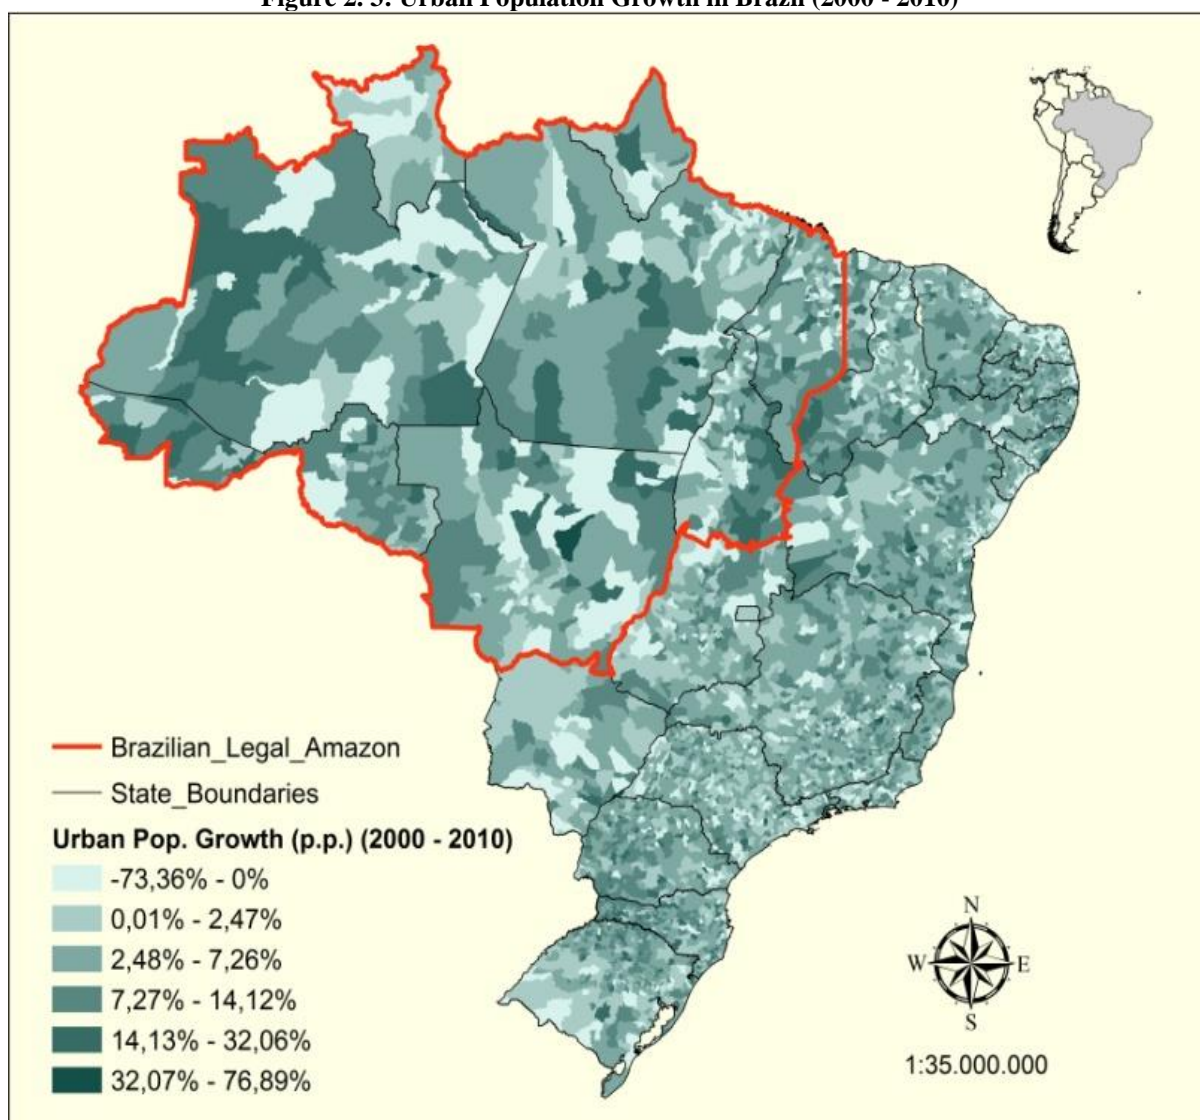 Figure 2. 3: Urban Population Growth in Brazil (2000 - 2010)
Brazilian_Legal_Amazon
State_Boundaries
Urban Pop. Growth (p.p.) (2000 - 2010)
-73,36% - 0%
0,01% - 2,47%
2,48% - 7,26%
7,27% - 14,12%
14,13% - 32,06%
32,07% - 76,89%
N
W E
S
1:35.000.000